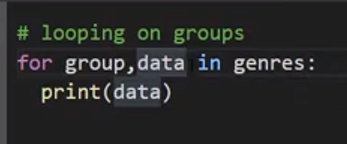 # looping on groups
for group,data in genres:
  print(data)